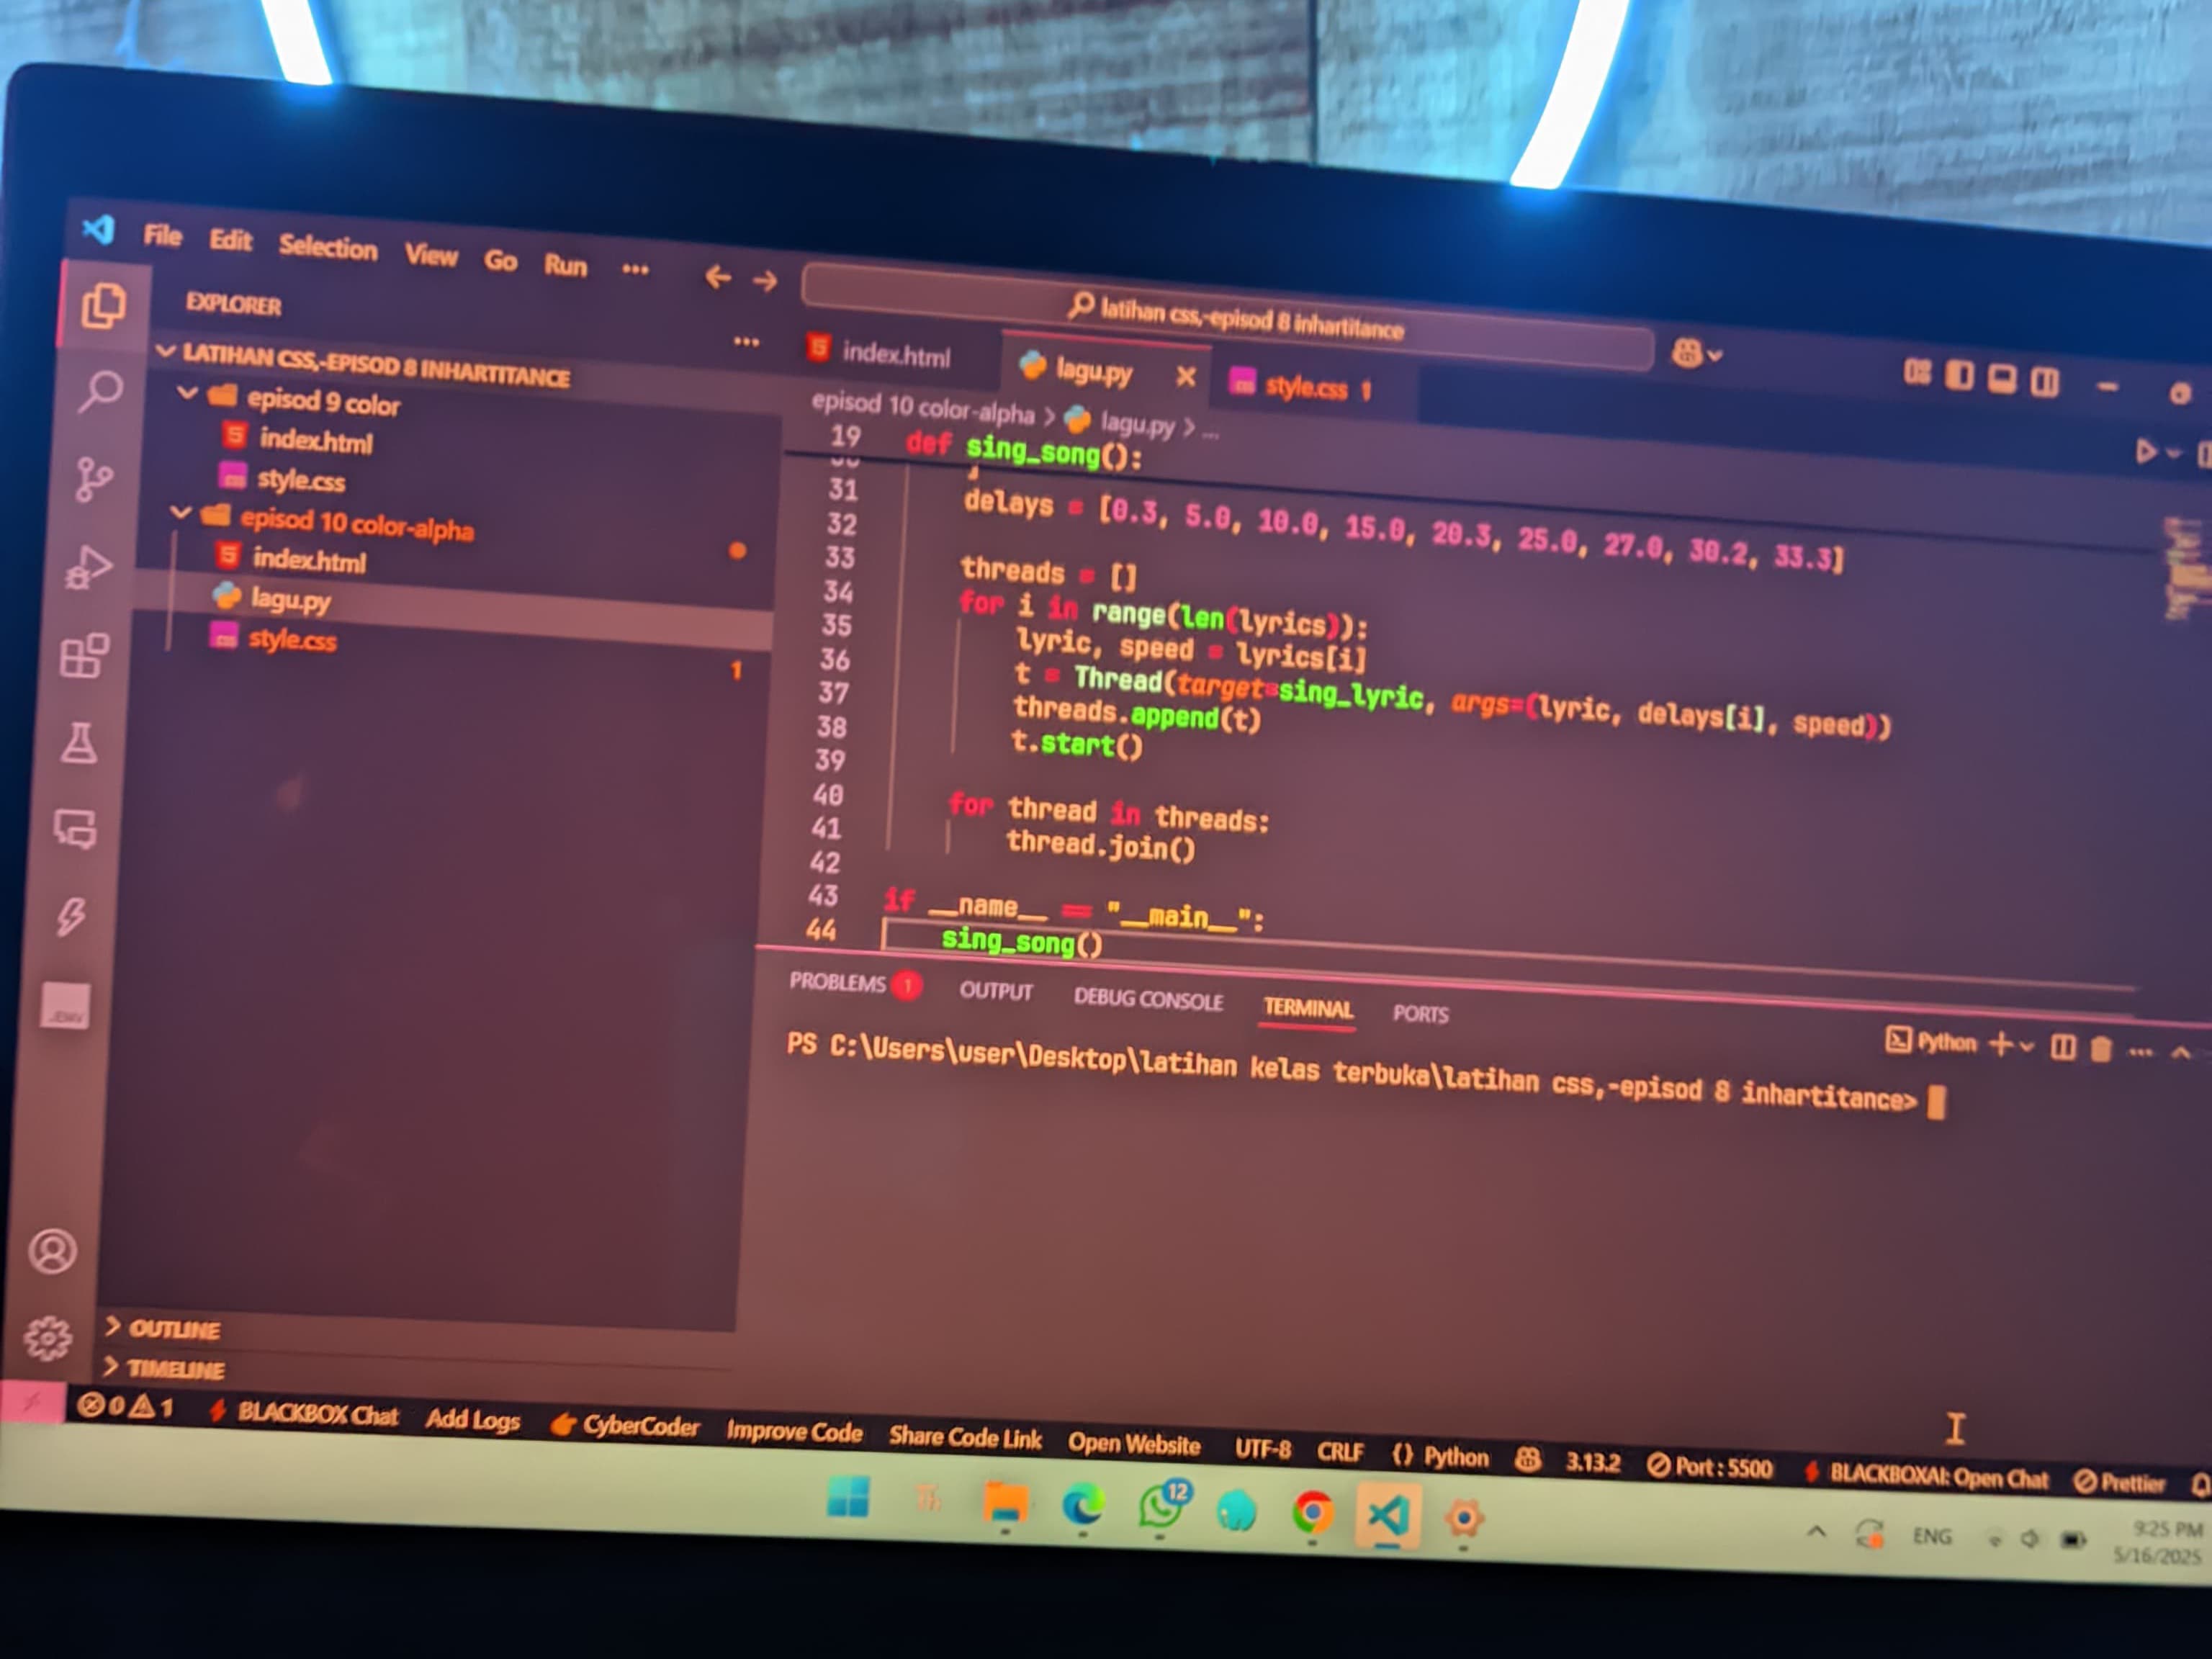 File Edit Selection View Go Run ...
latihan css,-episod 8 inhartitance
EXPLORER
LATIHAN CSS,-EPISOD 8 INHARTITANCE
episod 9 color
index.html
style.css
episod 10 color-alpha
index.html
lagu.py
style.css
1
OUTLINE
TIMELINE
index.html
lagu.py
style.css 1
episod 10 color-alpha > lagu.py > ...
19 def sing_song():
31 delays = [0.3, 5.0, 10.0, 15.0, 20.3, 25.0, 27.0, 30.2, 33.3]
32
33 threads = []
34 for i in range(len(lyrics)):
35 lyric, speed = lyrics[i]
36 t = Thread(target=sing_lyric, args=(lyric, delays[i], speed))
37 threads.append(t)
38 t.start()
39
40 for thread in threads:
41 thread.join()
42
43 if __name__ == "__main__":
44 sing_song()
PROBLEMS 1 OUTPUT DEBUG CONSOLE TERMINAL PORTS
Python
PS C:\Users\user\Desktop\latihan kelas terbuka\latihan css,-episod 8 inhartitance>
0 1 BLACKBOX Chat Add Logs CyberCoder Improve Code Share Code Link Open Website UTF-8 CRLF {} Python 3.13.2 Port : 5500 BLACKBOXAI: Open Chat Prettier
12
ENG
9:25 PM
5/16/2025